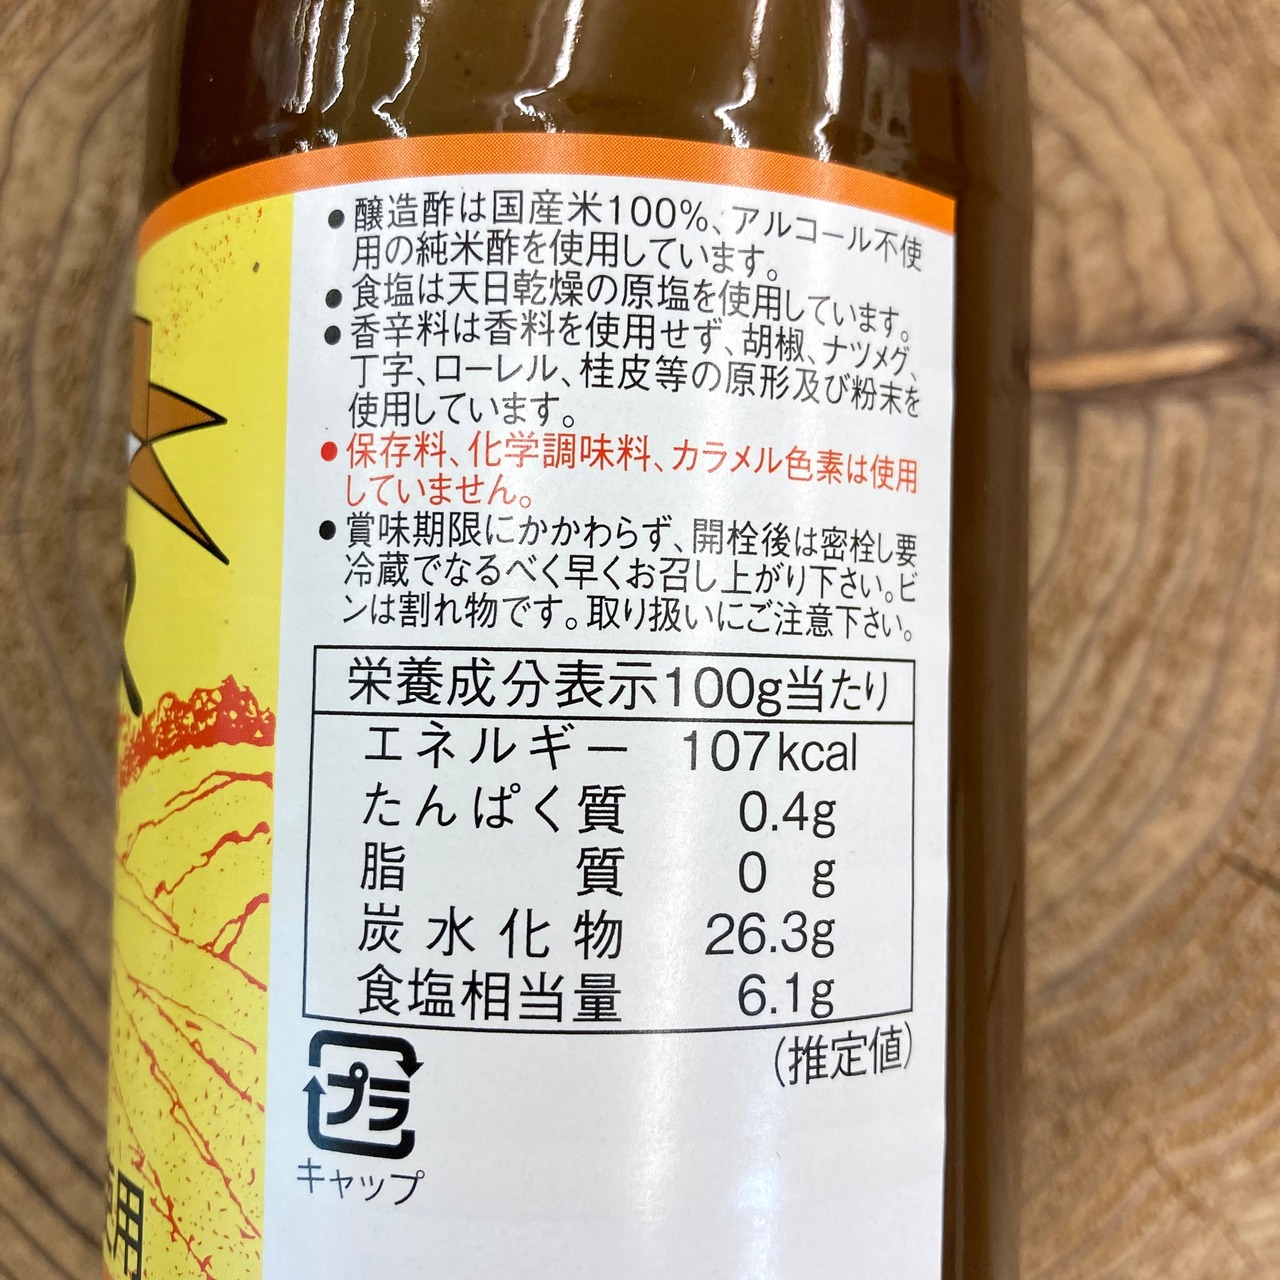 ●醸造酢は国産米100%、アルコール不使
用の純米酢を使用しています。
●食塩は天日乾燥の原塩を使用しています。
●香辛料は香料を使用せず、胡椒、ナツメグ、
丁字、ローレル、桂皮等の原形及び粉末を
使用しています。
●保存料、化学調味料、カラメル色素は使用
していません。
●賞味期限にかかわらず、開栓後は密栓し要
冷蔵でなるべく早くお召し上がり下さい。ビ
ンは割れ物です。取り扱いにご注意下さい。
栄養成分表示100g当たり
エネルギー 107kcal
たんぱく質 0.4g
脂質 0 g
炭水化物 26.3g
食塩相当量 6.1g
(推定値)
プラ
キャップ
用